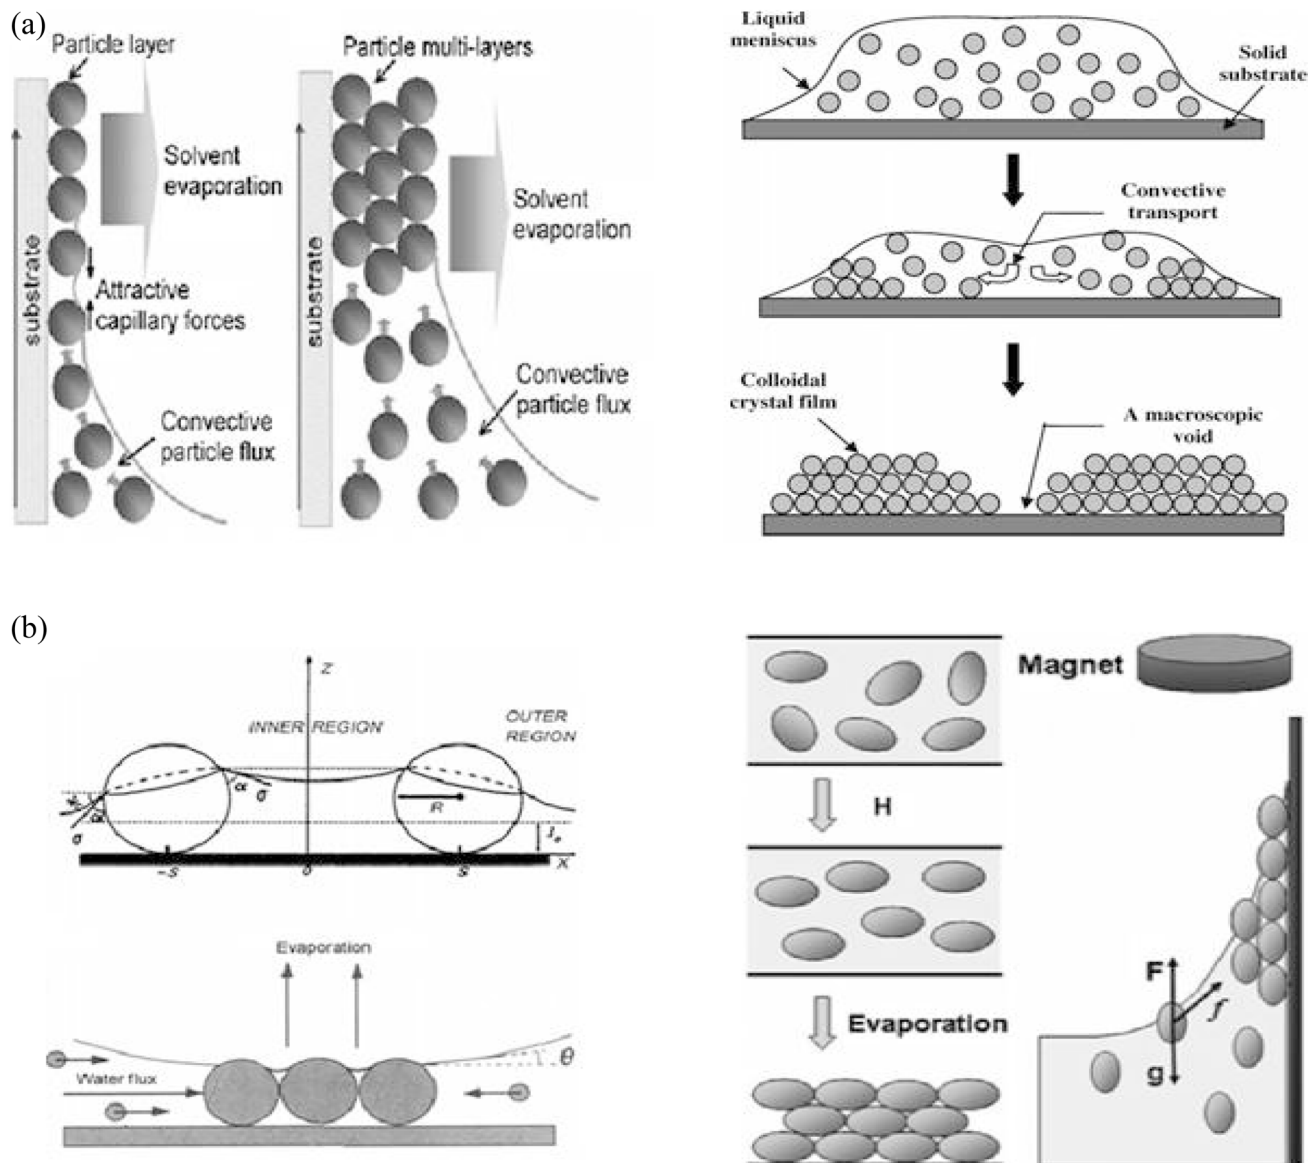 (a)
Particle layer
Solvent
evaporation
substrate
Attractive
capillary forces
Convective
particle flux
Particle multi-layers
Solvent
evaporation
substrate
Convective
particle flux
Liquid
meniscus
Solid
substrate
Convective
transport
Colloidal
crystal film
A macroscopic
void
(b)
Z
INNER REGION
OUTER
REGION
α
σ
R
α
σ
-S
0
S
X
Evaporation
θ
Water flux
Magnet
H
Evaporation
F
f
g